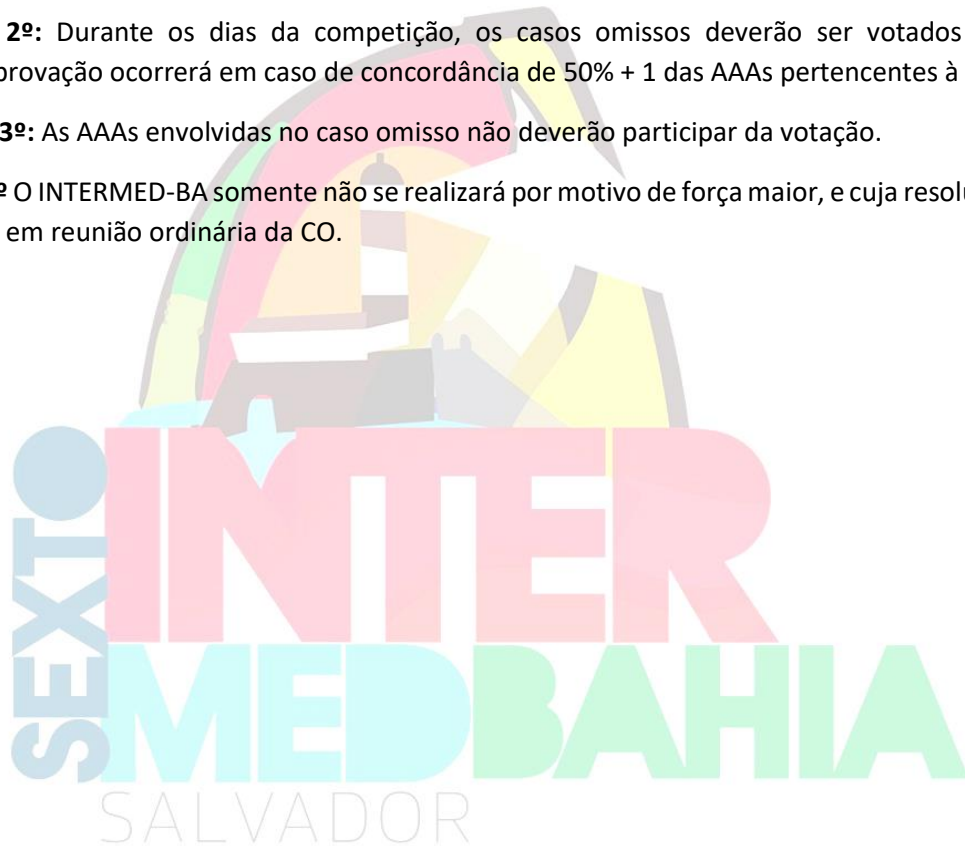 2º: Durante os dias da competição, os casos omissos deverão ser votados
provação ocorrerá em caso de concordância de 50% + 1 das AAAs pertencentes à
3º: As AAAs envolvidas no caso omisso não deverão participar da votação.
º O INTERMED-BA somente não se realizará por motivo de força maior, e cuja resolu
em reunião ordinária da CO.
SEXTO
INTER
MEDBAHIA
SALVADOR